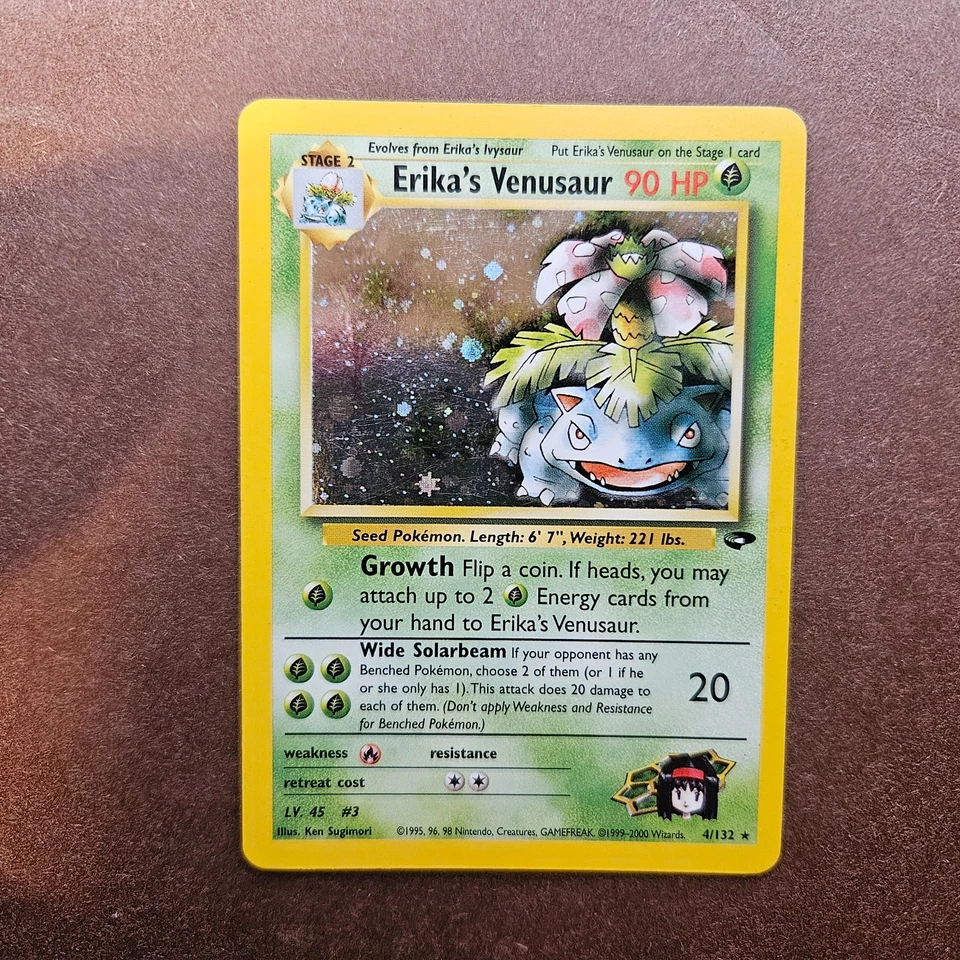 Evolves from Erika's Ivysaur Put Erika's Venusaur on the Stage 1 card
STAGE 2
Erika's Venusaur 90 HP
Seed Pokémon. Length: 6' 7", Weight: 221 lbs.
Growth Flip a coin. If heads, you may
attach up to 2 Energy cards from
your hand to Erika's Venusaur.
Wide Solarbeam If your opponent has any
Benched Pokémon, choose 2 of them (or 1 if he
or she only has 1). This attack does 20 damage to
each of them. (Don't apply Weakness and Resistance
for Benched Pokémon.)
20
weakness resistance
retreat cost
LV. 45 #3
Illus. Ken Sugimori ©1995, 96, 98 Nintendo, Creatures, GAMEFREAK. ©1999-2000 Wizards. 4/132 ★